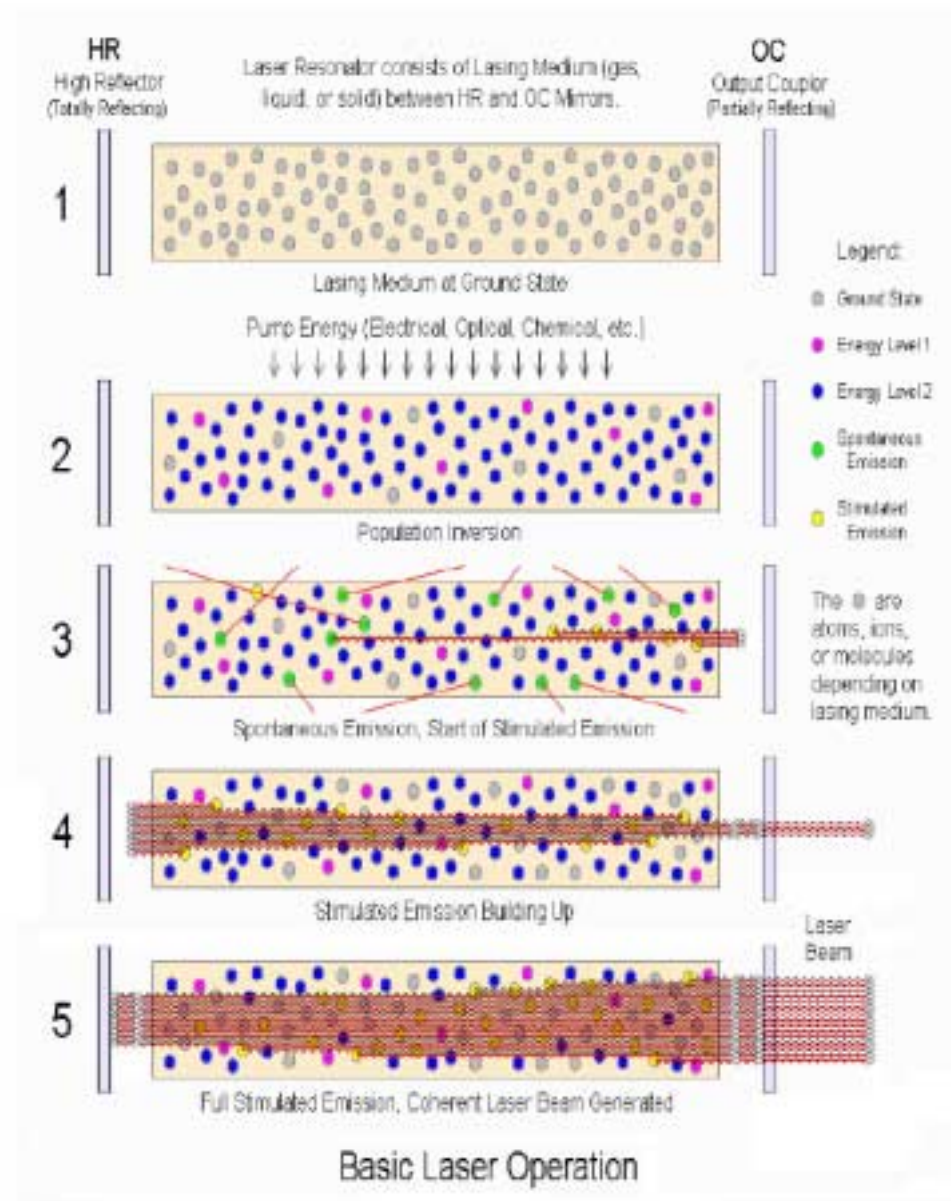 HR
High Reflector
(Totally Reflecting)
Laser Resonator consists of Lasing Medium (gas,
liquid, or solid) between HR and OC Mirrors.
OC
Output Coupler
(Partially Reflecting)
1
Lasing Medium at Ground State
Pump Energy (Electrical, Optical, Chemical, etc.)
Legend:
Ground State
Energy Level 1
Energy Level 2
Spontaneous
Emission
Stimulated
Emission
2
Population Inversion
3
The are
atoms, ions,
or molecules
depending on
lasing medium.
Spontaneous Emission, Start of Stimulated Emission
4
Stimulated Emission Building Up
Laser
Beam
5
Full Stimulated Emission, Coherent Laser Beam Generated
Basic Laser Operation